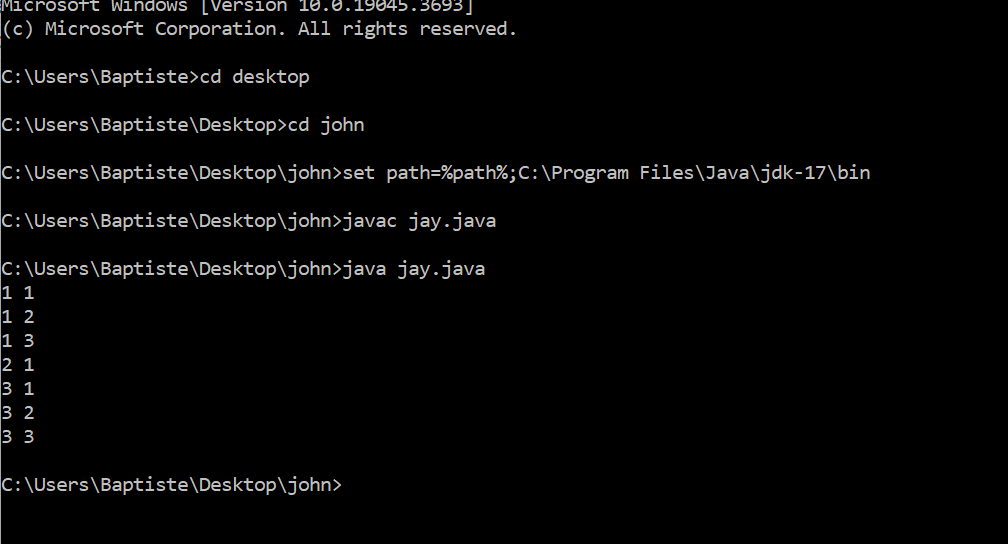 Microsoft Windows [Version 10.0.19045.3693]
(c) Microsoft Corporation. All rights reserved.
C:\Users\Baptiste>cd desktop
C:\Users\Baptiste\Desktop>cd john
C:\Users\Baptiste\Desktop\john>set path=%path%;C:\Program Files\Java\jdk-17\bin
C:\Users\Baptiste\Desktop\john>javac jay.java
C:\Users\Baptiste\Desktop\john>java jay.java
1 1
1 2
1 3
2 1
3 1
3 2
3 3
C:\Users\Baptiste\Desktop\john>